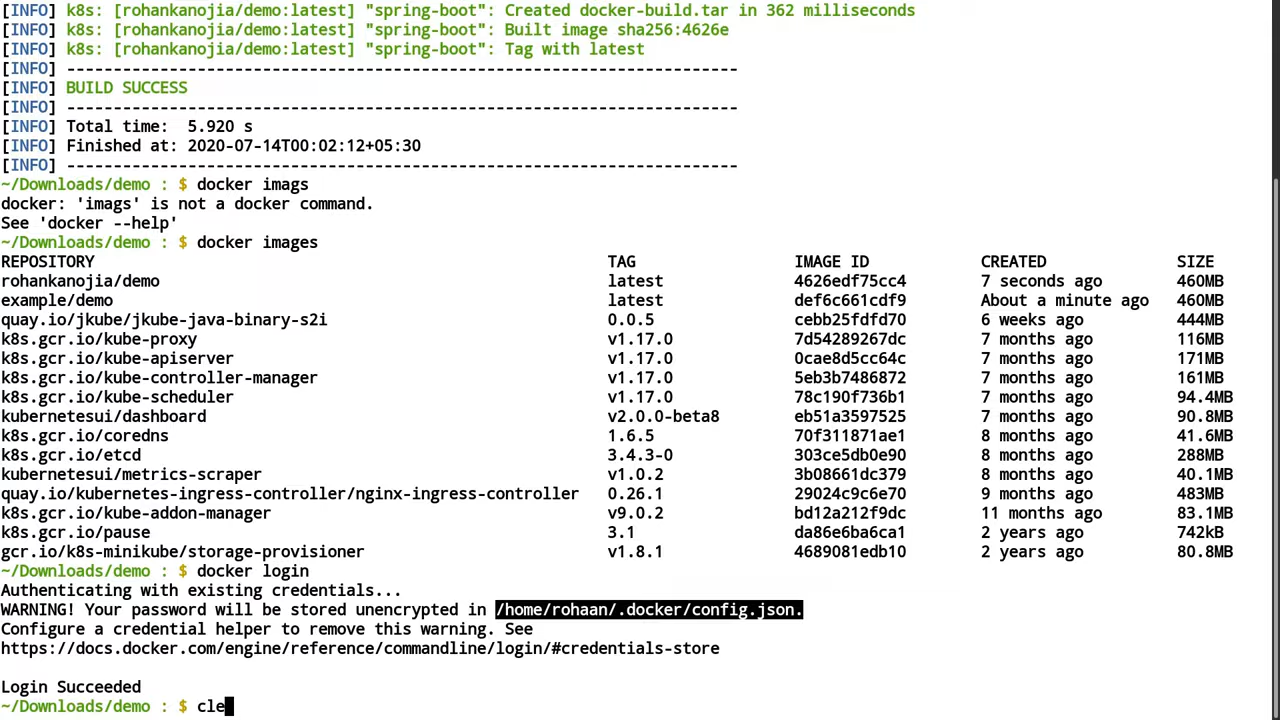 [INFO] k8s: [rohankanojia/demo:latest] "spring-boot": Created docker-build.tar in 362 milliseconds
[INFO] k8s: [rohankanojia/demo:latest] "spring-boot": Built image sha256:4626e
[INFO] k8s: [rohankanojia/demo:latest] "spring-boot": Tag with latest
[INFO] ------------------------------------------------------------------------
[INFO] BUILD SUCCESS
[INFO] ------------------------------------------------------------------------
[INFO] Total time:  5.920 s
[INFO] Finished at: 2020-07-14T00:02:12+05:30
[INFO] ------------------------------------------------------------------------
~/Downloads/demo : $ docker imags
docker: 'imags' is not a docker command.
See 'docker --help'
~/Downloads/demo : $ docker images
REPOSITORY TAG IMAGE ID CREATED SIZE
rohankanojia/demo latest 4626edf75cc4 7 seconds ago 460MB
example/demo latest def6c661cdf9 About a minute ago 460MB
quay.io/jkube/jkube-java-binary-s2i 0.0.5 cebb25fdfd70 6 weeks ago 444MB
k8s.gcr.io/kube-proxy v1.17.0 7d54289267dc 7 months ago 116MB
k8s.gcr.io/kube-apiserver v1.17.0 0cae8d5cc64c 7 months ago 171MB
k8s.gcr.io/kube-controller-manager v1.17.0 5eb3b7486872 7 months ago 161MB
k8s.gcr.io/kube-scheduler v1.17.0 78c190f736b1 7 months ago 94.4MB
kubernetesui/dashboard v2.0.0-beta8 eb51a3597525 7 months ago 90.8MB
k8s.gcr.io/coredns 1.6.5 70f311871ae1 8 months ago 41.6MB
k8s.gcr.io/etcd 3.4.3-0 303ce5db0e90 8 months ago 288MB
kubernetesui/metrics-scraper v1.0.2 3b08661dc379 8 months ago 40.1MB
quay.io/kubernetes-ingress-controller/nginx-ingress-controller 0.26.1 29024c9c6e70 9 months ago 483MB
k8s.gcr.io/kube-addon-manager v9.0.2 bd12a212f9dc 11 months ago 83.1MB
k8s.gcr.io/pause 3.1 da86e6ba6ca1 2 years ago 742kB
gcr.io/k8s-minikube/storage-provisioner v1.8.1 4689081edb10 2 years ago 80.8MB
~/Downloads/demo : $ docker login
Authenticating with existing credentials...
WARNING! Your password will be stored unencrypted in /home/rohaan/.docker/config.json.
Configure a credential helper to remove this warning. See
https://docs.docker.com/engine/reference/commandline/login/#credentials-store
Login Succeeded
~/Downloads/demo : $ cle